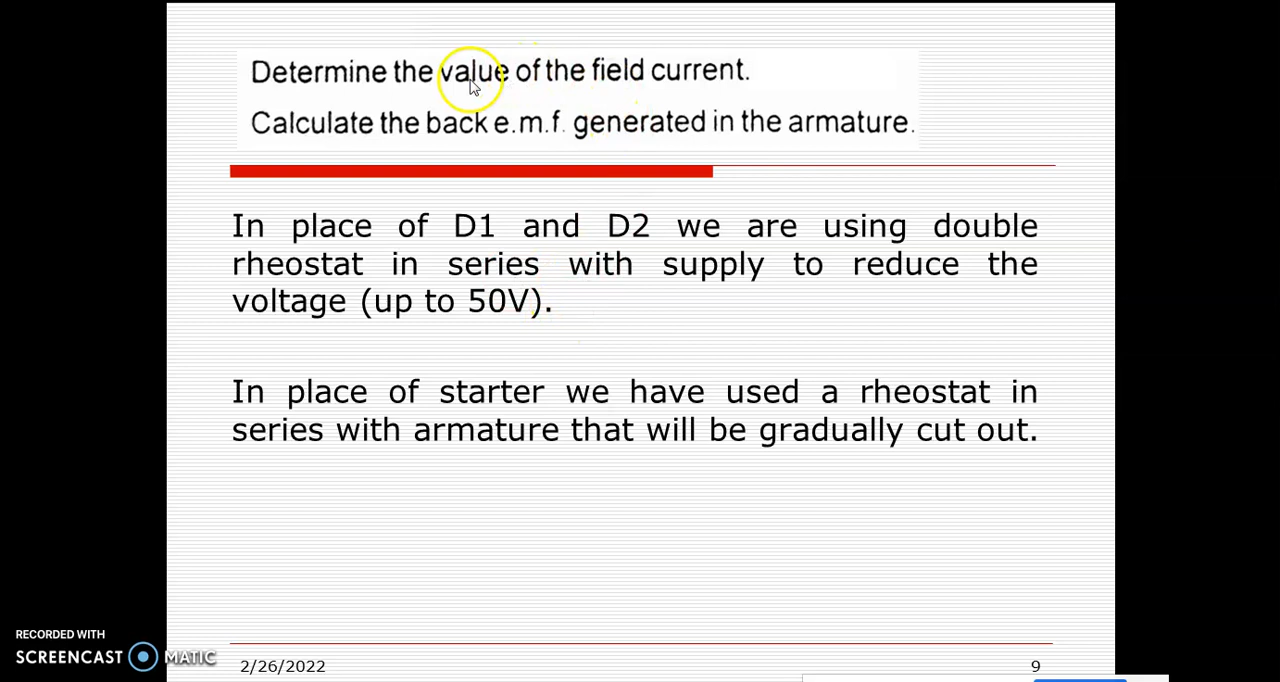 Determine the value of the field current.
Calculate the back e.m.f. generated in the armature.
In place of D1 and D2 we are using double
rheostat in series with supply to reduce the
voltage (up to 50V).
In place of starter we have used a rheostat in
series with armature that will be gradually cut out.
RECORDED WITH
SCREENCAST MATIC
2/26/2022
9